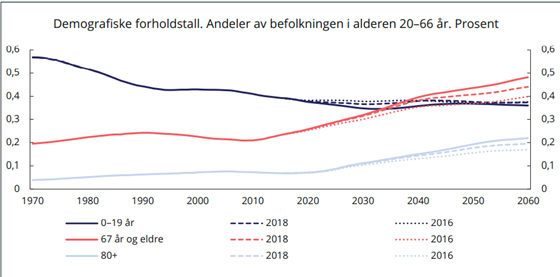 Demografiske forholdstall. Andeler av befolkningen i alderen 20–66 år. Prosent
0,6 0,6
0,5 0,5
0,4 0,4
0,3 0,3
0,2 0,2
0,1 0,1
0 0
1970 1980 1990 2000 2010 2020 2030 2040 2050 2060
0–19 år 2018 2016
67 år og eldre 2018 2016
80+ 2018 2016